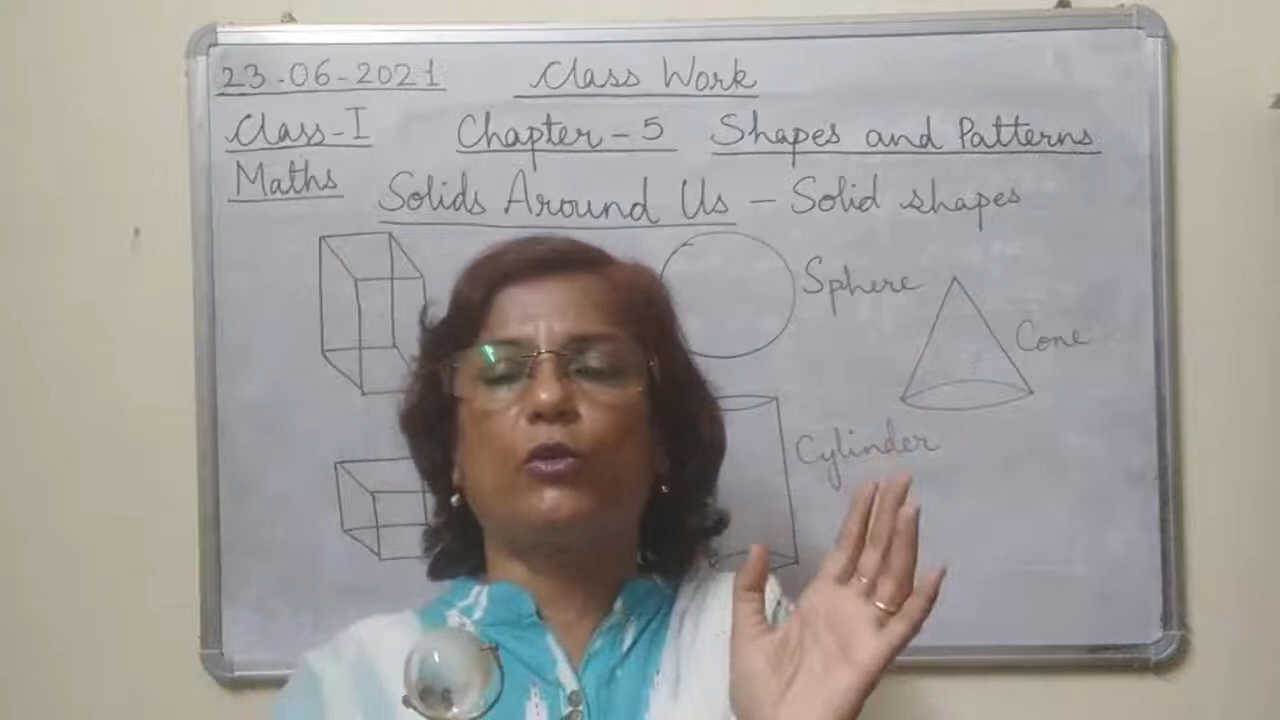 23-06-2021 Class Work
Class-I Chapter-5 Shapes and Patterns
Maths Solids Around Us - Solid shapes
Sphere
Cone
Cylinder